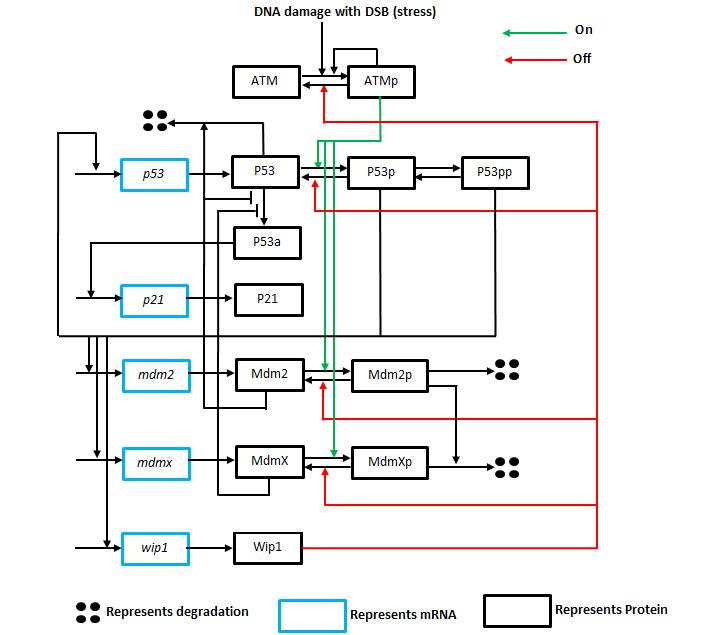 DNA damage with DSB (stress)
On
Off
ATM
ATMp
p53
P53
P53p
P53pp
P53a
p21
P21
mdm2
Mdm2
Mdm2p
mdmx
MdmX
MdmXp
wip1
Wip1
Represents degradation
Represents mRNA
Represents Protein